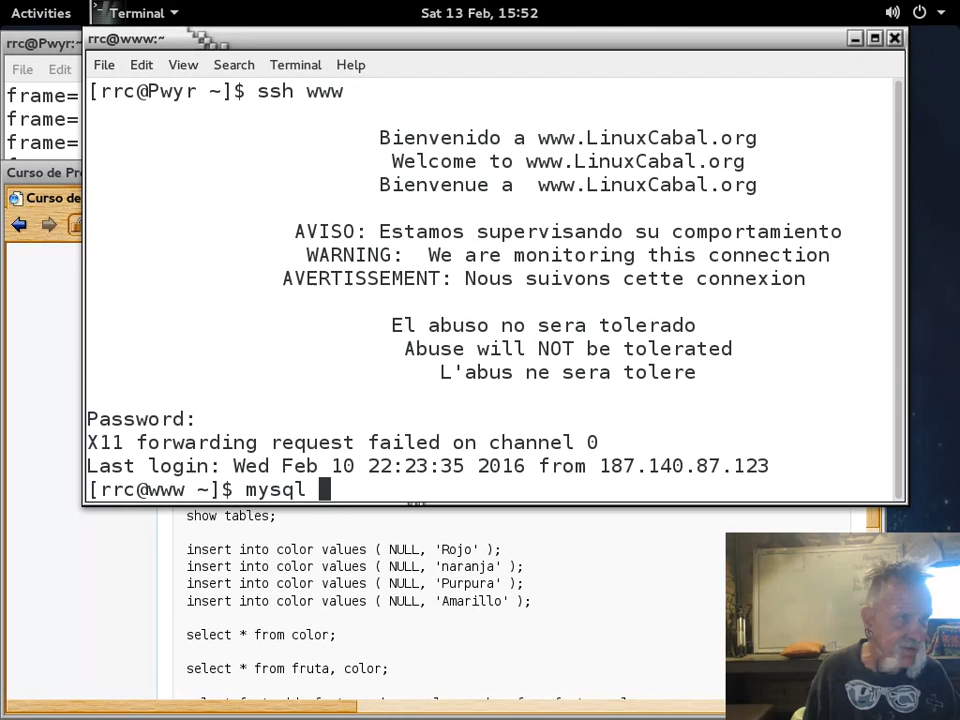 Activities
Terminal
Sat 13 Feb, 15:52
rrc@Pwyr:~
File Edit
frame=
frame=
frame=
Curso de Pro
Curso de
rrc@www:~
File Edit View Search Terminal Help
[rrc@Pwyr ~]$ ssh www
Bienvenido a www.LinuxCabal.org
Welcome to www.LinuxCabal.org
Bienvenue a www.LinuxCabal.org
AVISO: Estamos supervisando su comportamiento
WARNING: We are monitoring this connection
AVERTISSEMENT: Nous suivons cette connexion
El abuso no sera tolerado
Abuse will NOT be tolerated
L'abus ne sera tolere
Password:
X11 forwarding request failed on channel 0
Last login: Wed Feb 10 22:23:35 2016 from 187.140.87.123
[rrc@www ~]$ mysql
show tables;
insert into color values ( NULL, 'Rojo' );
insert into color values ( NULL, 'naranja' );
insert into color values ( NULL, 'Purpura' );
insert into color values ( NULL, 'Amarillo' );
select * from color;
select * from fruta, color;